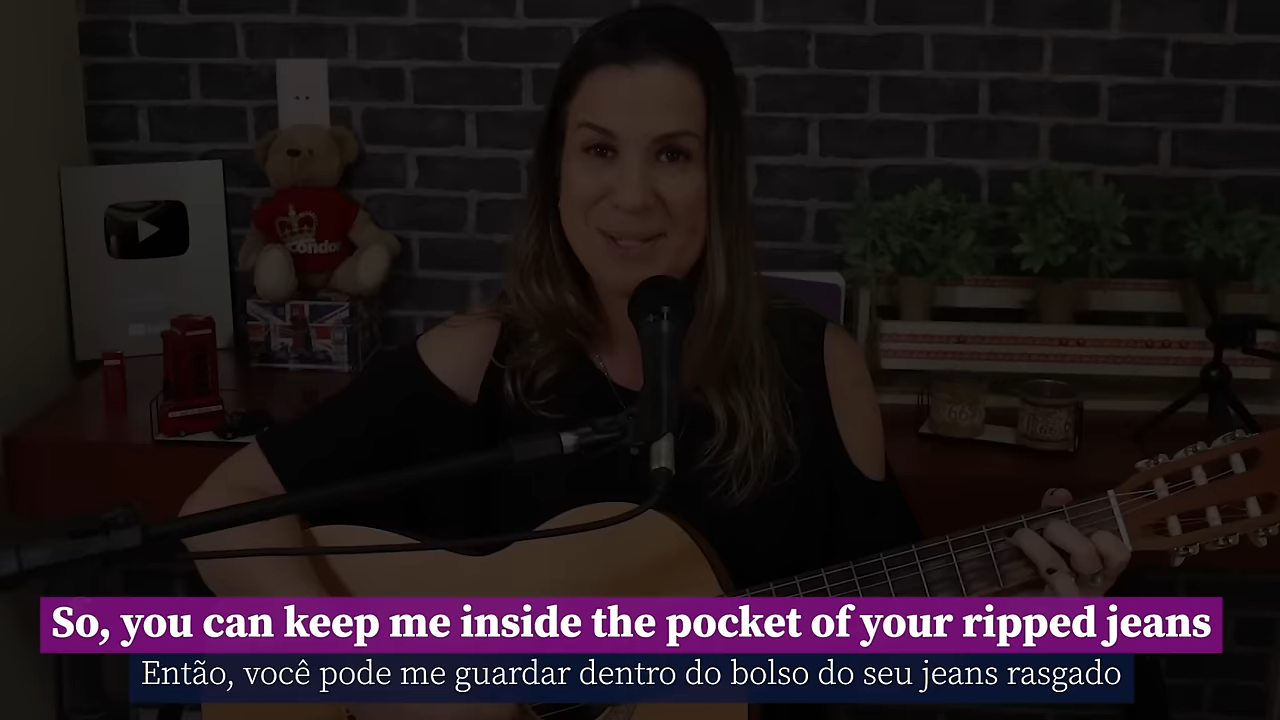 London
So, you can keep me inside the pocket of your ripped jeans
Então, você pode me guardar dentro do bolso do seu jeans rasgado